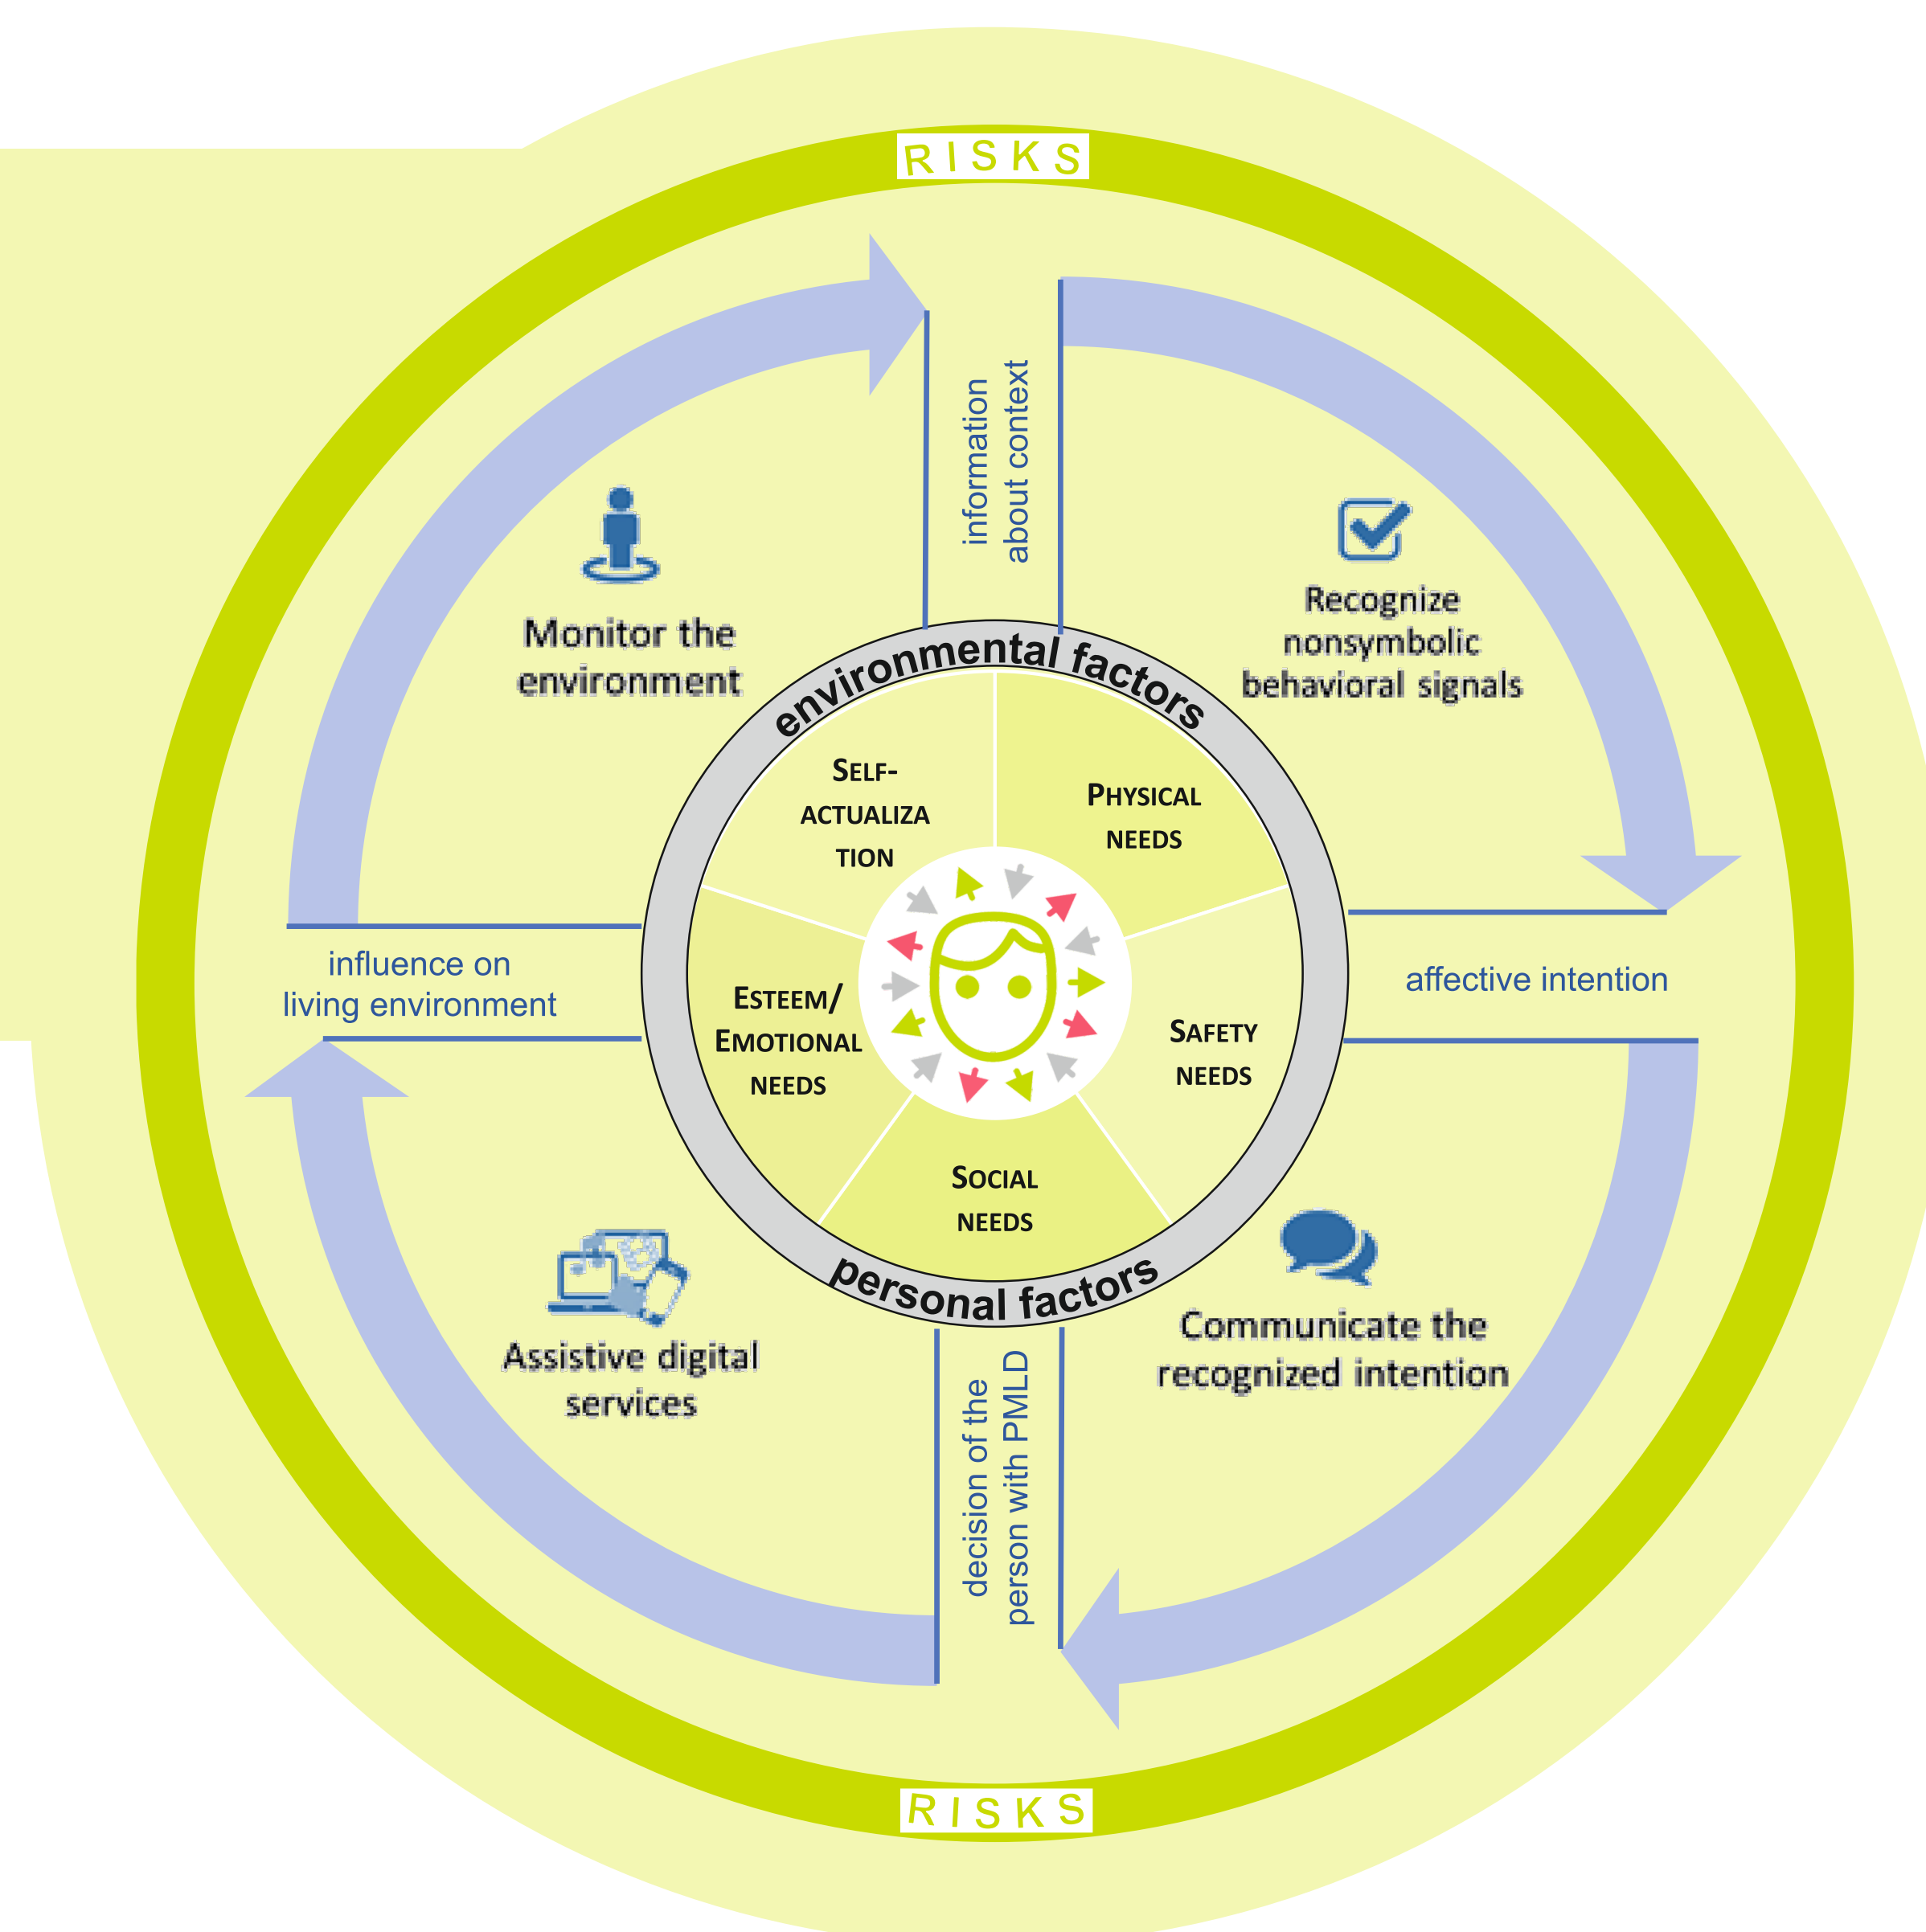 RISKS
information
about context
Monitor the
environment
Recognize
nonsymbolic
behavioral signals
environmental factors
SELF-
ACTUALIZA
TION
PHYSICAL
NEEDS
influence on
living environment
ESTEEM/
EMOTIONAL
NEEDS
SAFETY
NEEDS
affective intention
SOCIAL
NEEDS
personal factors
Assistive digital
services
decision of the
person with PMLD
Communicate the
recognized intention
RISKS